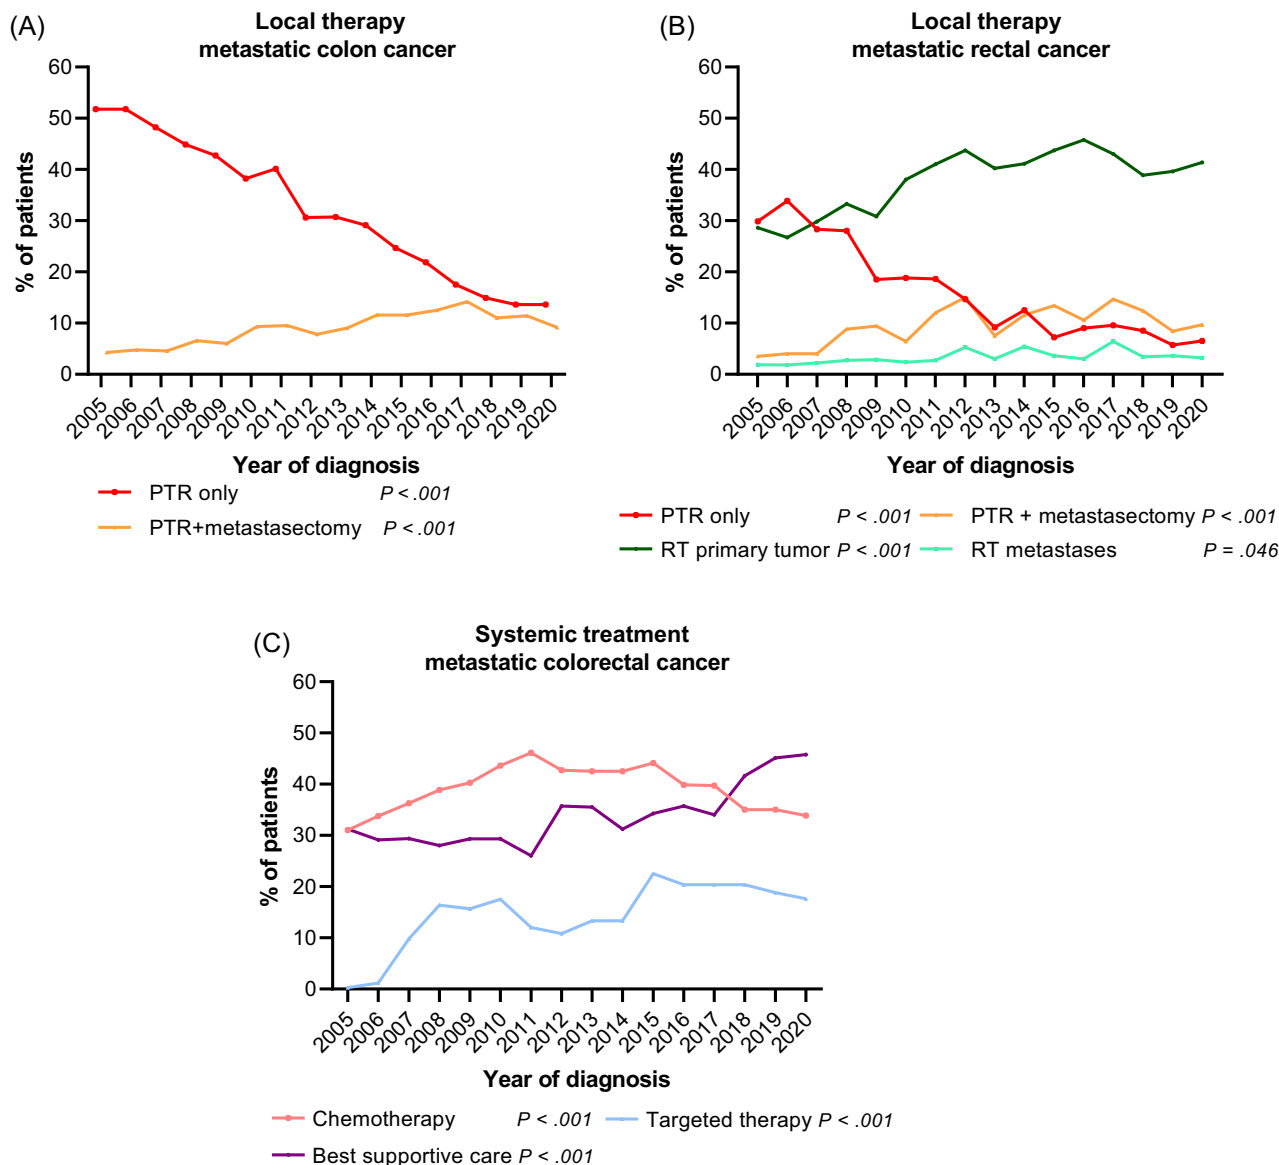 (A)
Local therapy
metastatic colon cancer
60
50
40
30
20
10
0
% of patients
2005 2006 2007 2008 2009 2010 2011 2012 2013 2014 2015 2016 2017 2018 2019 2020
Year of diagnosis
PTR only P < .001
PTR+metastasectomy P < .001
(B)
Local therapy
metastatic rectal cancer
60
50
40
30
20
10
0
% of patients
2005 2006 2007 2008 2009 2010 2011 2012 2013 2014 2015 2016 2017 2018 2019 2020
Year of diagnosis
PTR only P < .001 PTR + metastasectomy P < .001
RT primary tumor P < .001 RT metastases P = .046
(C)
Systemic treatment
metastatic colorectal cancer
60
50
40
30
20
10
0
% of patients
2005 2006 2007 2008 2009 2010 2011 2012 2013 2014 2015 2016 2017 2018 2019 2020
Year of diagnosis
Chemotherapy P < .001 Targeted therapy P < .001
Best supportive care P < .001